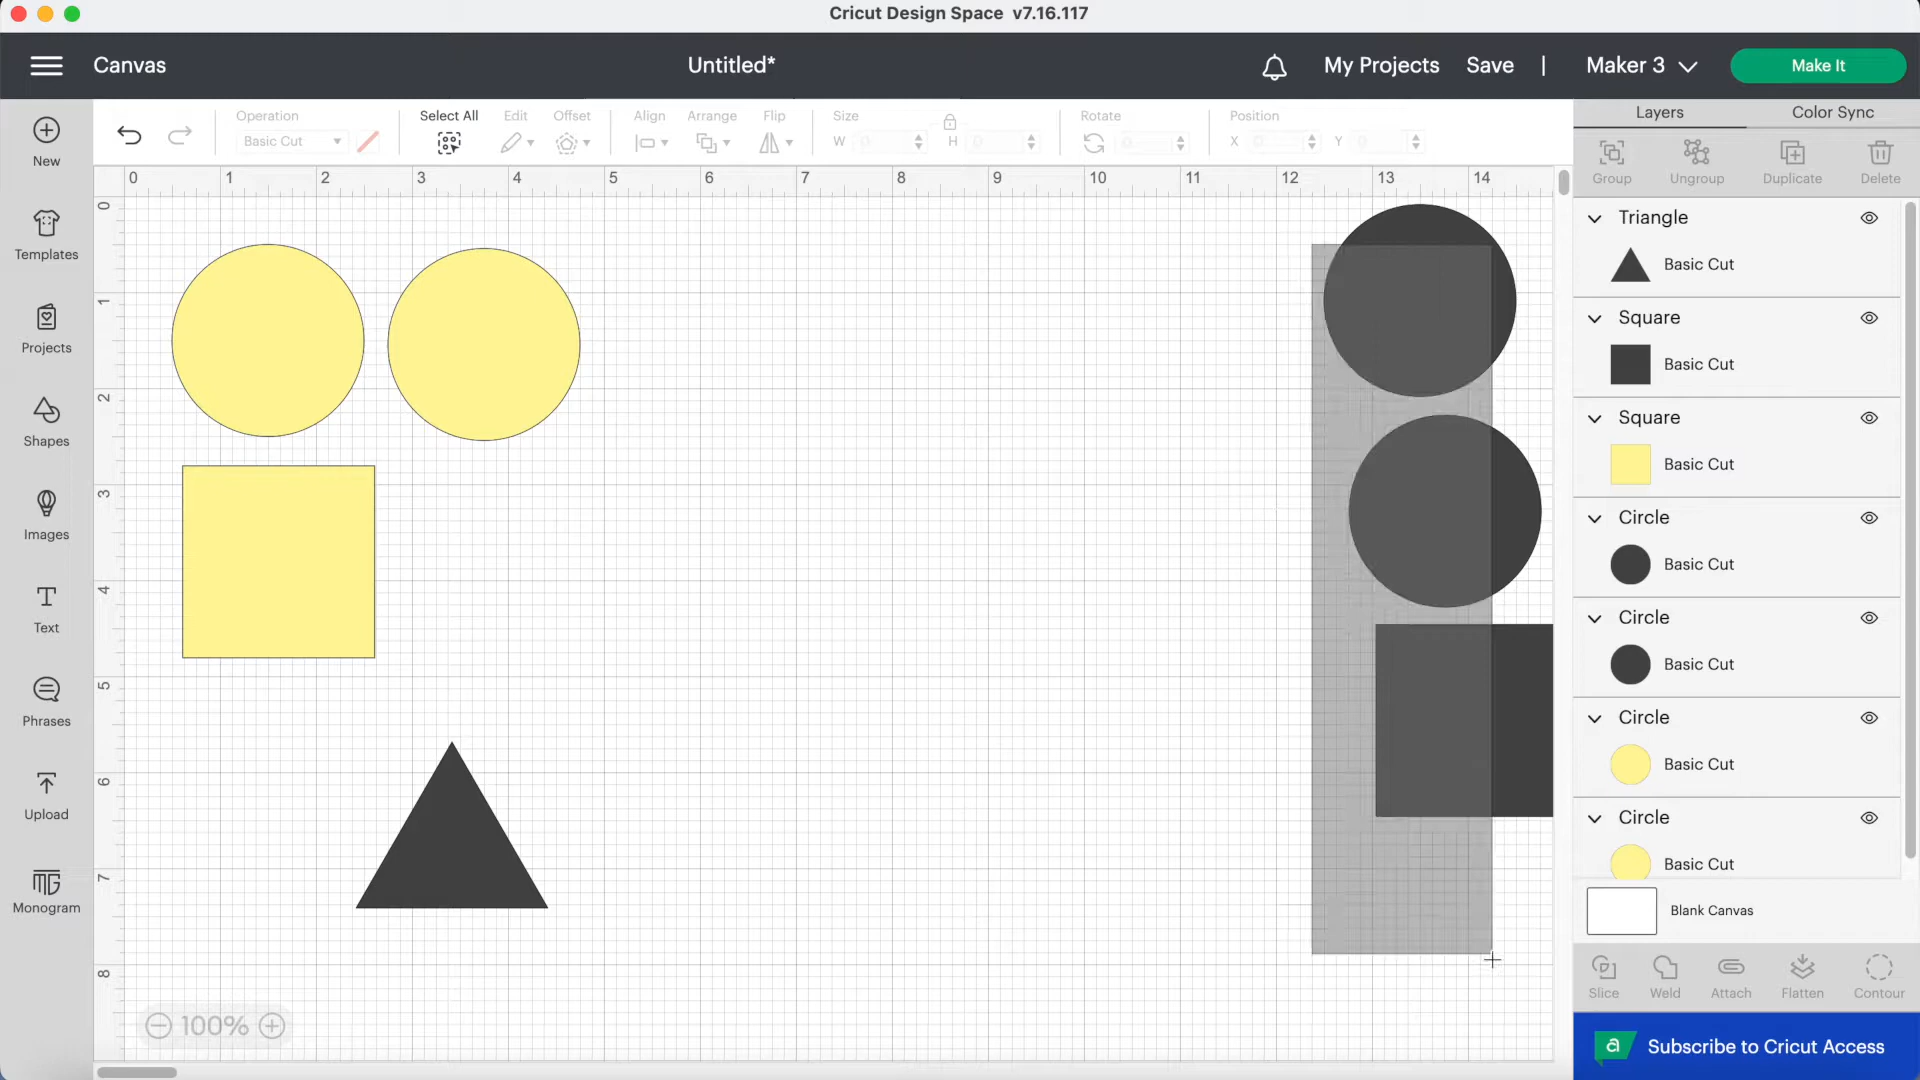 Cricut Design Space v7.16.117
Canvas
Untitled*
My Projects
Save
|
Maker 3
Make It
New
Templates
Projects
Shapes
Images
Text
Phrases
Upload
Monogram
Operation
Basic Cut
Select All
Edit
Offset
Align
Arrange
Flip
Size
W 0
H 0
Rotate
0
Position
X 0
Y 0
0 1 2 3 4 5 6 7 8 9 10 11 12 13 14
0
1
2
3
4
5
6
7
8
100%
Layers
Color Sync
Group
Ungroup
Duplicate
Delete
Triangle
Basic Cut
Square
Basic Cut
Square
Basic Cut
Circle
Basic Cut
Circle
Basic Cut
Circle
Basic Cut
Circle
Basic Cut
Blank Canvas
Slice
Weld
Attach
Flatten
Contour
a
Subscribe to Cricut Access